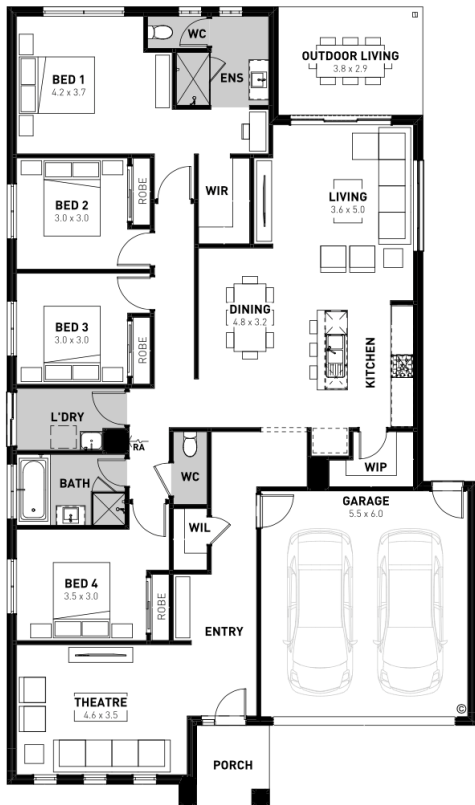 WC
BED 1
4.2 x 3.7
ENS
OUTDOOR LIVING
3.8 x 2.9
BED 2
3.0 x 3.0
ROBE
WIR
LIVING
3.6 x 5.0
BED 3
3.0 x 3.0
ROBE
DINING
4.8 x 3.2
KITCHEN
L'DRY
RA
BATH
WC
WIP
WIL
GARAGE
5.5 x 6.0
BED 4
3.5 x 3.0
ROBE
ENTRY
THEATRE
4.6 x 3.5
©
PORCH